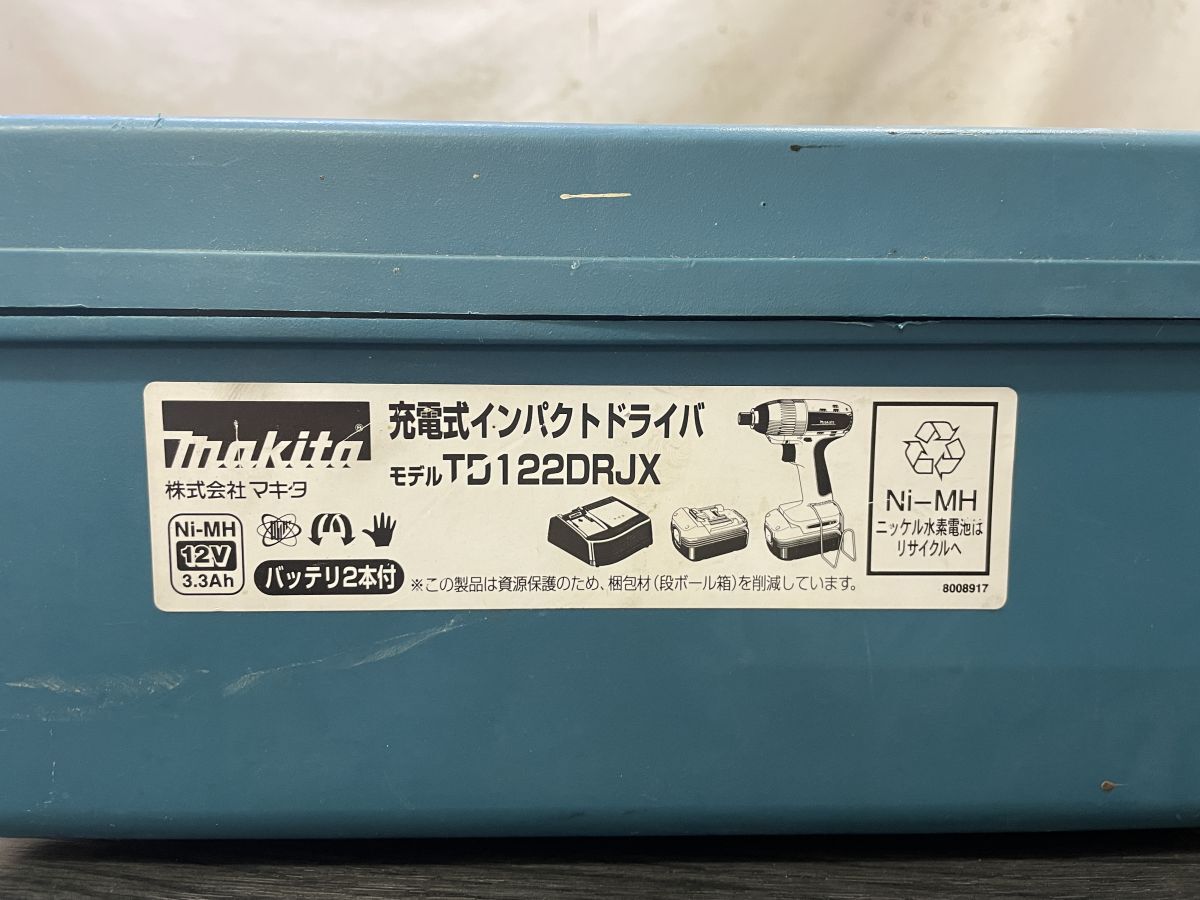 makita®
充電式インパクトドライバ
モデルTD122DRJX
株式会社マキタ
Ni-MH
12V
3.3Ah
バッテリ2本付
※この製品は資源保護のため、梱包材(段ボール箱)を削減しています。
Ni-MH
ニッケル水素電池は
リサイクルへ
8008917